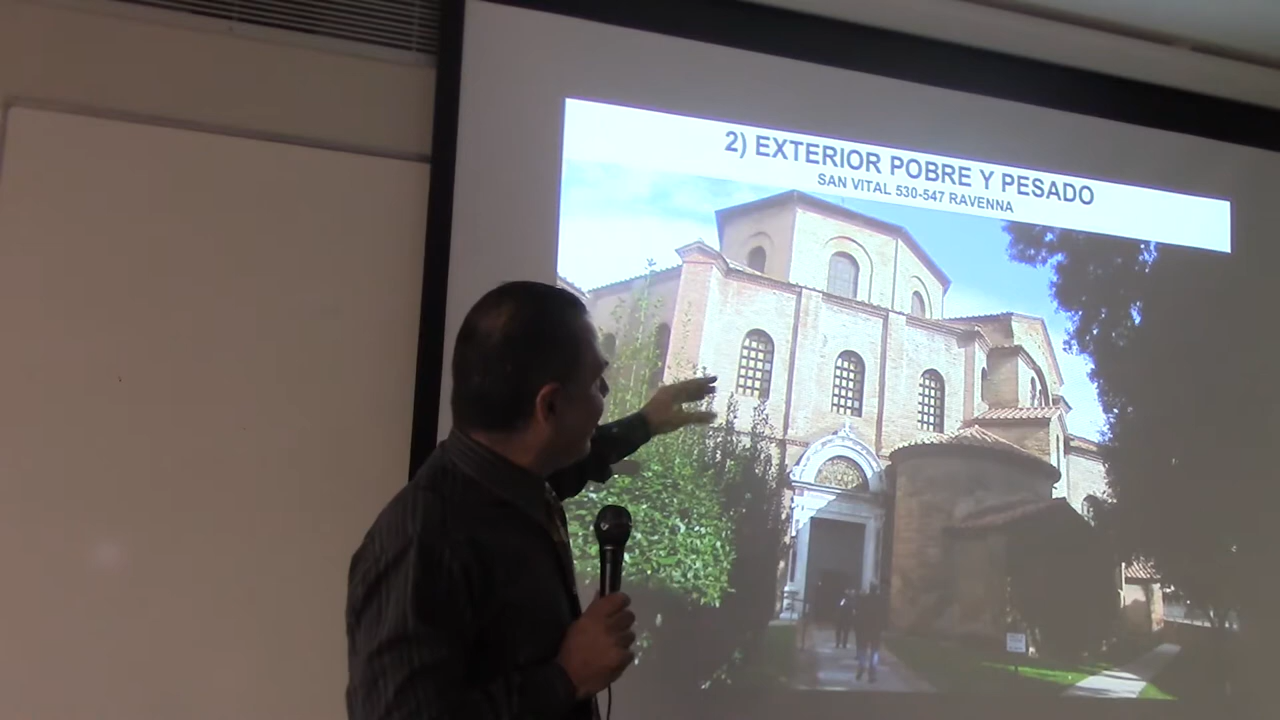 2) EXTERIOR POBRE Y PESADO
SAN VITAL 530-547 RAVENNA